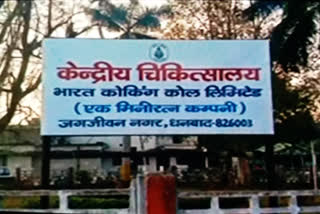 केन्द्रीय चिकित्सालय
भारत कोकिंग कोल लिमिटेड
(एक मिनीरत्न कम्पनी)
जगजीवन नगर, धनबाद-826003